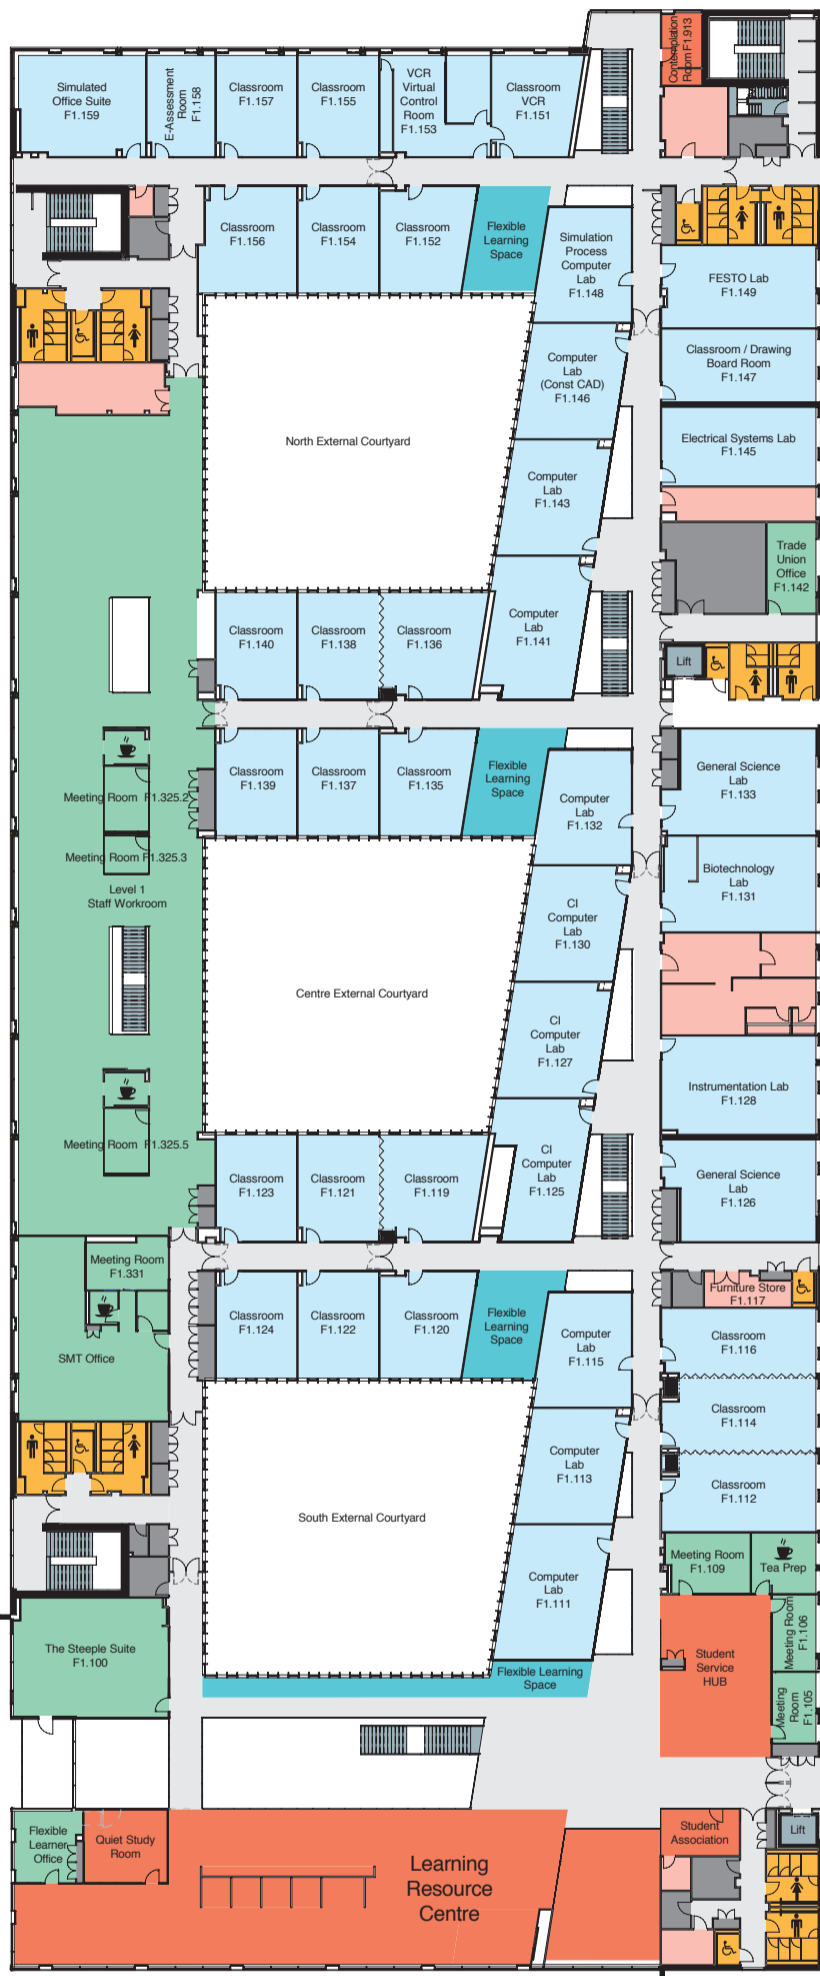 Contemplation
Room F1.913
Simulated
Office Suite
F1.159
E-Assessment
Room
F1.158
Classroom
F1.157
Classroom
F1.155
VCR
Virtual
Control
Room
F1.153
Classroom
VCR
F1.151
Classroom
F1.156
Classroom
F1.154
Classroom
F1.152
Flexible
Learning
Space
Simulation
Process
Computer
Lab
F1.148
FESTO Lab
F1.149
Computer
Lab
(Const CAD)
F1.146
Classroom / Drawing
Board Room
F1.147
North External Courtyard
Electrical Systems Lab
F1.145
Computer
Lab
F1.143
Trade
Union
Office
F1.142
Classroom
F1.140
Classroom
F1.138
Classroom
F1.136
Computer
Lab
F1.141
Lift
Classroom
F1.139
Classroom
F1.137
Classroom
F1.135
Flexible
Learning
Space
Computer
Lab
F1.132
General Science
Lab
F1.133
Meeting Room F1.325.2
Meeting Room F1.325.3
Level 1
Staff Workroom
Biotechnology
Lab
F1.131
CI
Computer
Lab
F1.130
Centre External Courtyard
CI
Computer
Lab
F1.127
Instrumentation Lab
F1.128
Meeting Room F1.325.5
Classroom
F1.123
Classroom
F1.121
Classroom
F1.119
CI
Computer
Lab
F1.125
General Science
Lab
F1.126
Meeting Room
F1.331
SMT Office
Classroom
F1.124
Classroom
F1.122
Classroom
F1.120
Flexible
Learning
Space
Computer
Lab
F1.115
Furniture Store
F1.117
Classroom
F1.116
Classroom
F1.114
Computer
Lab
F1.113
Classroom
F1.112
South External Courtyard
Computer
Lab
F1.111
Meeting Room
F1.109
Tea Prep
The Steeple Suite
F1.100
Flexible Learning
Space
Student
Service
HUB
Meeting Room
F1.106
Meeting
Room
F1.105
Flexible
Learner
Office
Quiet Study
Room
Learning
Resource
Centre
Student
Association
Lift